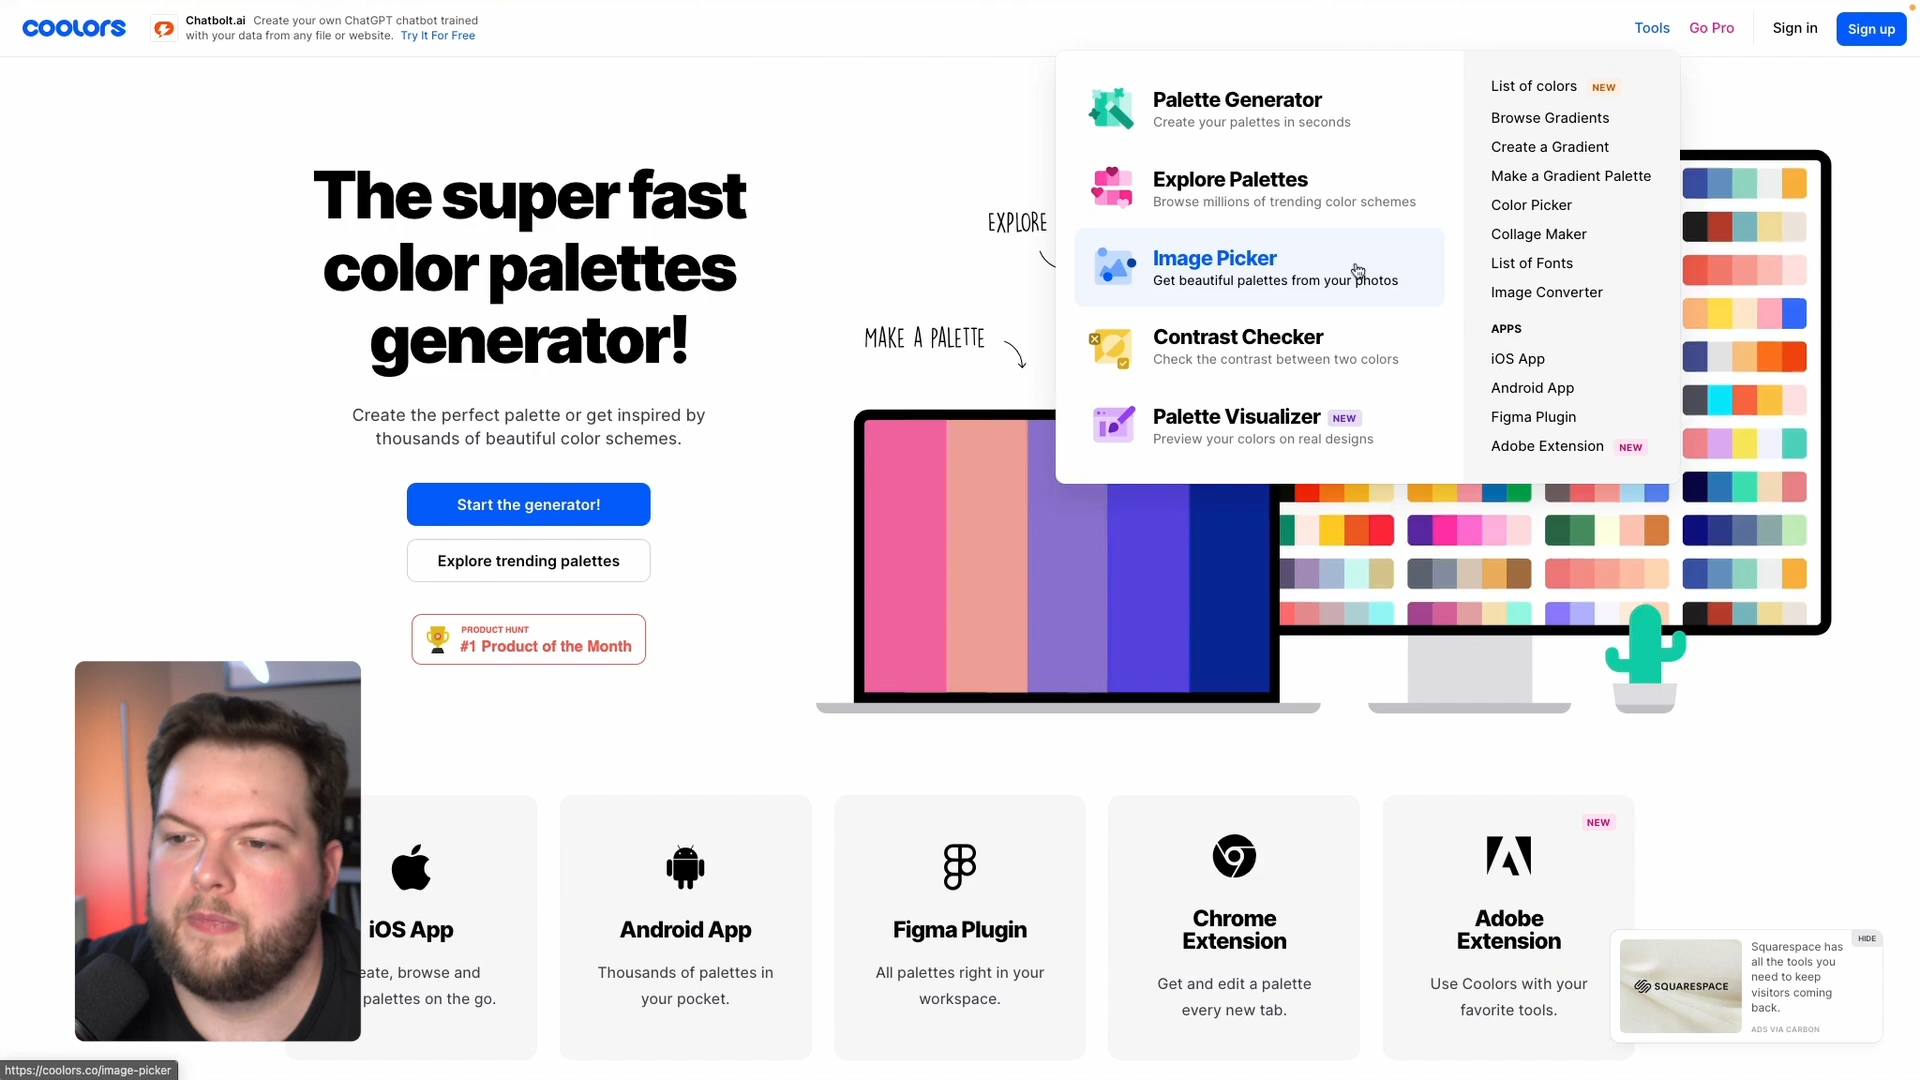 coolors
Chatbolt.ai Create your own ChatGPT chatbot trained
with your data from any file or website. Try It For Free
Tools
Go Pro
Sign in
Sign up
The super fast
color palettes
generator!
Create the perfect palette or get inspired by
thousands of beautiful color schemes.
Start the generator!
Explore trending palettes
PRODUCT HUNT
#1 Product of the Month
EXPLORE
MAKE A PALETTE
Palette Generator
Create your palettes in seconds
Explore Palettes
Browse millions of trending color schemes
Image Picker
Get beautiful palettes from your photos
Contrast Checker
Check the contrast between two colors
Palette Visualizer NEW
Preview your colors on real designs
List of colors NEW
Browse Gradients
Create a Gradient
Make a Gradient Palette
Color Picker
Collage Maker
List of Fonts
Image Converter
APPS
iOS App
Android App
Figma Plugin
Adobe Extension NEW
iOS App
eate, browse and
palettes on the go.
Android App
Thousands of palettes in
your pocket.
Figma Plugin
All palettes right in your
workspace.
Chrome
Extension
Get and edit a palette
every new tab.
NEW
Adobe
Extension
Use Coolors with your
favorite tools.
HIDE
SQUARESPACE
Squarespace has
all the tools you
need to keep
visitors coming
back.
ADS VIA CARBON
https://coolors.co/image-picker